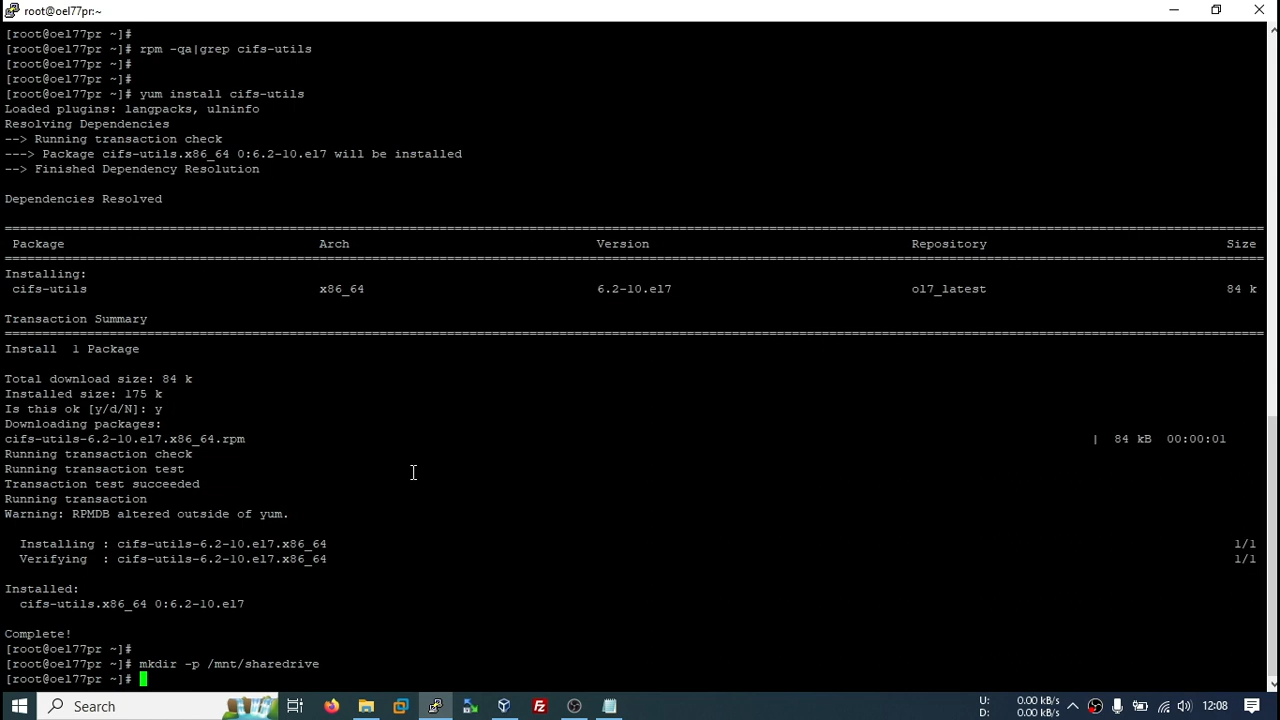 root@oel77pr:~
[root@oel77pr ~]#
[root@oel77pr ~]# rpm -qa|grep cifs-utils
[root@oel77pr ~]#
[root@oel77pr ~]#
[root@oel77pr ~]# yum install cifs-utils
Loaded plugins: langpacks, ulninfo
Resolving Dependencies
--> Running transaction check
---> Package cifs-utils.x86_64 0:6.2-10.el7 will be installed
--> Finished Dependency Resolution
Dependencies Resolved
================================================================================
Package Arch Version Repository Size
================================================================================
Installing:
cifs-utils x86_64 6.2-10.el7 ol7_latest 84 k
Transaction Summary
================================================================================
Install 1 Package
Total download size: 84 k
Installed size: 175 k
Is this ok [y/d/N]: y
Downloading packages:
cifs-utils-6.2-10.el7.x86_64.rpm | 84 kB 00:00:01
Running transaction check
Running transaction test
Transaction test succeeded
Running transaction
Warning: RPMDB altered outside of yum.
Installing : cifs-utils-6.2-10.el7.x86_64 1/1
Verifying : cifs-utils-6.2-10.el7.x86_64 1/1
Installed:
cifs-utils.x86_64 0:6.2-10.el7
Complete!
[root@oel77pr ~]#
[root@oel77pr ~]# mkdir -p /mnt/sharedrive
[root@oel77pr ~]#
Search
U: 0.00 kB/s
D: 0.00 kB/s
12:08